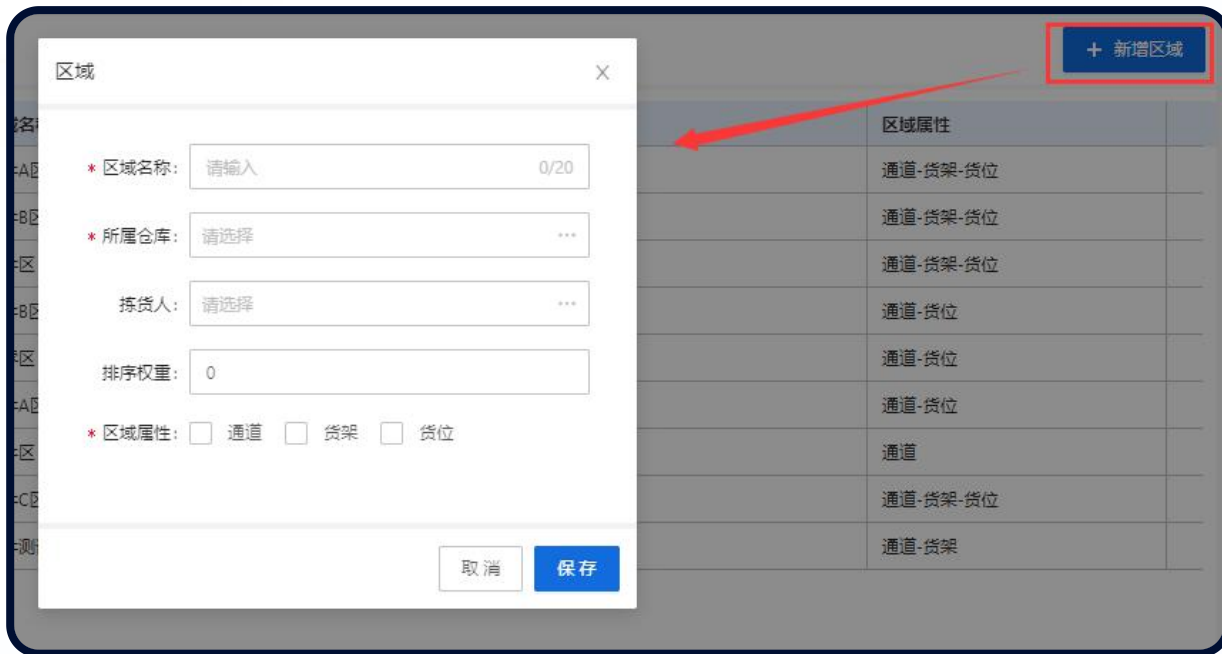 + 新增区域
区域
区域属性
* 区域名称: 请输入 0/20
* 所属仓库: 请选择 ...
拣货人: 请选择 ...
排序权重: 0
* 区域属性: 通道 货架 货位
取消 保存
通道-货架-货位
通道-货架-货位
通道-货架-货位
通道-货位
通道-货位
通道-货位
通道
通道-货架-货位
通道-货架